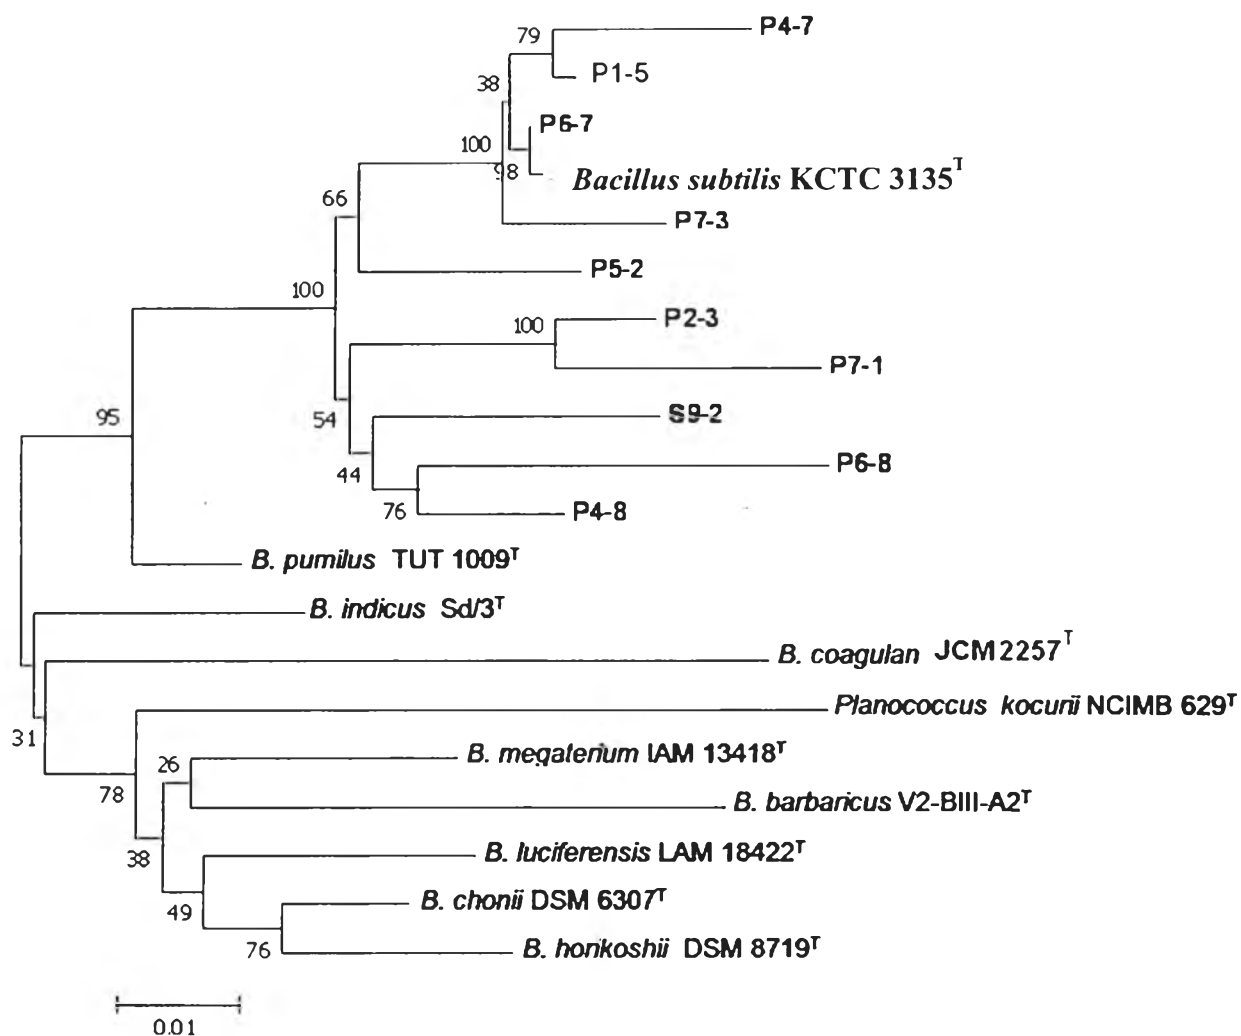 79
P4-7
P1-5
38
P6-7
100
98
Bacillus subtilis KCTC 3135T
66
P7-3
P5-2
100
P2-3
100
P7-1
95
54
S9-2
44
P6-8
76
P4-8
B. pumilus TUT 1009T
B. indicus Sd/3T
B. coagulan JCM2257T
Planococcus kocurii NCIMB 629T
31
26
B. megaterium IAM 13418T
78
B. barbaricus V2-BIII-A2T
38
B. luciferensis LAM 18422T
49
B. chonii DSM 6307T
76
B. horikoshii DSM 8719T
0.01